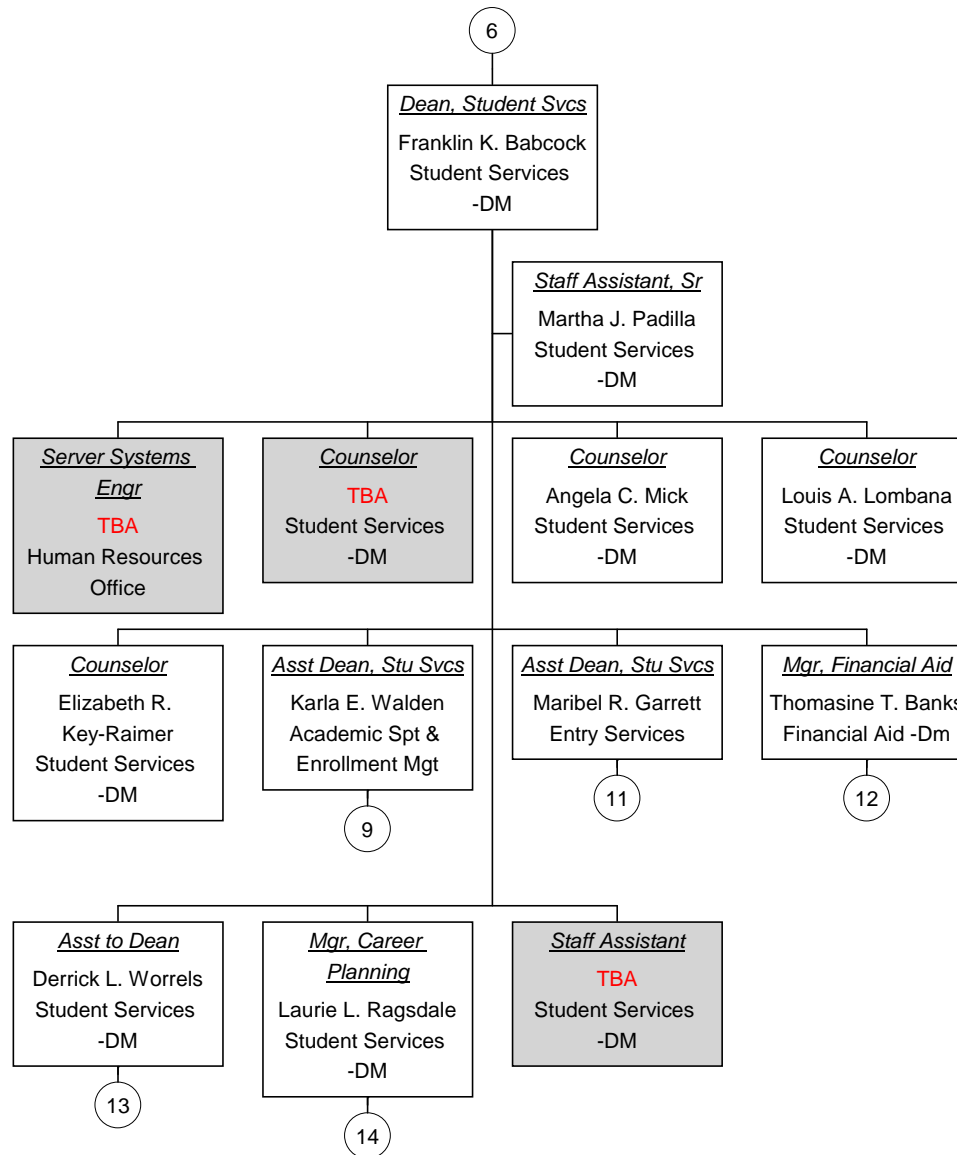 6
Dean, Student Svcs
Franklin K. Babcock
Student Services
-DM
Staff Assistant, Sr
Martha J. Padilla
Student Services
-DM
Server Systems
Engr
TBA
Human Resources
Office
Counselor
TBA
Student Services
-DM
Counselor
Angela C. Mick
Student Services
-DM
Counselor
Louis A. Lombana
Student Services
-DM
Counselor
Elizabeth R.
Key-Raimer
Student Services
-DM
Asst Dean, Stu Svcs
Karla E. Walden
Academic Spt &
Enrollment Mgt
9
Asst Dean, Stu Svcs
Maribel R. Garrett
Entry Services
11
Mgr, Financial Aid
Thomasine T. Banks
Financial Aid -Dm
12
Asst to Dean
Derrick L. Worrels
Student Services
-DM
13
Mgr, Career
Planning
Laurie L. Ragsdale
Student Services
-DM
14
Staff Assistant
TBA
Student Services
-DM